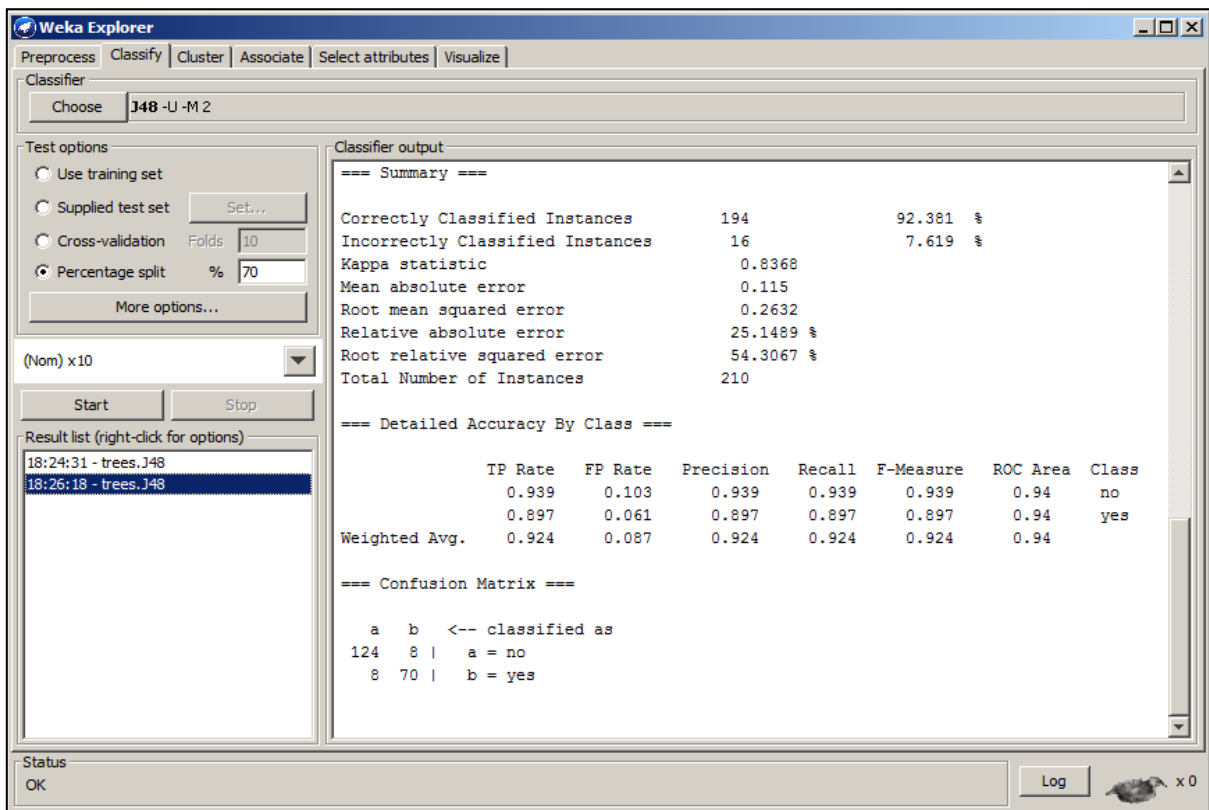 Weka Explorer
Preprocess Classify Cluster Associate Select attributes Visualize
Classifier
Choose J48 -U -M 2
Test options
Use training set
Supplied test set Set...
Cross-validation Folds 10
Percentage split % 70
More options...
(Nom) x10
Start Stop
Result list (right-click for options)
18:24:31 - trees.J48
18:26:18 - trees.J48
Classifier output
=== Summary ===
Correctly Classified Instances 194 92.381 %
Incorrectly Classified Instances 16 7.619 %
Kappa statistic 0.8368
Mean absolute error 0.115
Root mean squared error 0.2632
Relative absolute error 25.1489 %
Root relative squared error 54.3067 %
Total Number of Instances 210
=== Detailed Accuracy By Class ===
TP Rate FP Rate Precision Recall F-Measure ROC Area Class
0.939 0.103 0.939 0.939 0.939 0.94 no
0.897 0.061 0.897 0.897 0.897 0.94 yes
Weighted Avg. 0.924 0.087 0.924 0.924 0.924 0.94
=== Confusion Matrix ===
a b <-- classified as
124 8 | a = no
8 70 | b = yes
Status
OK
Log x 0